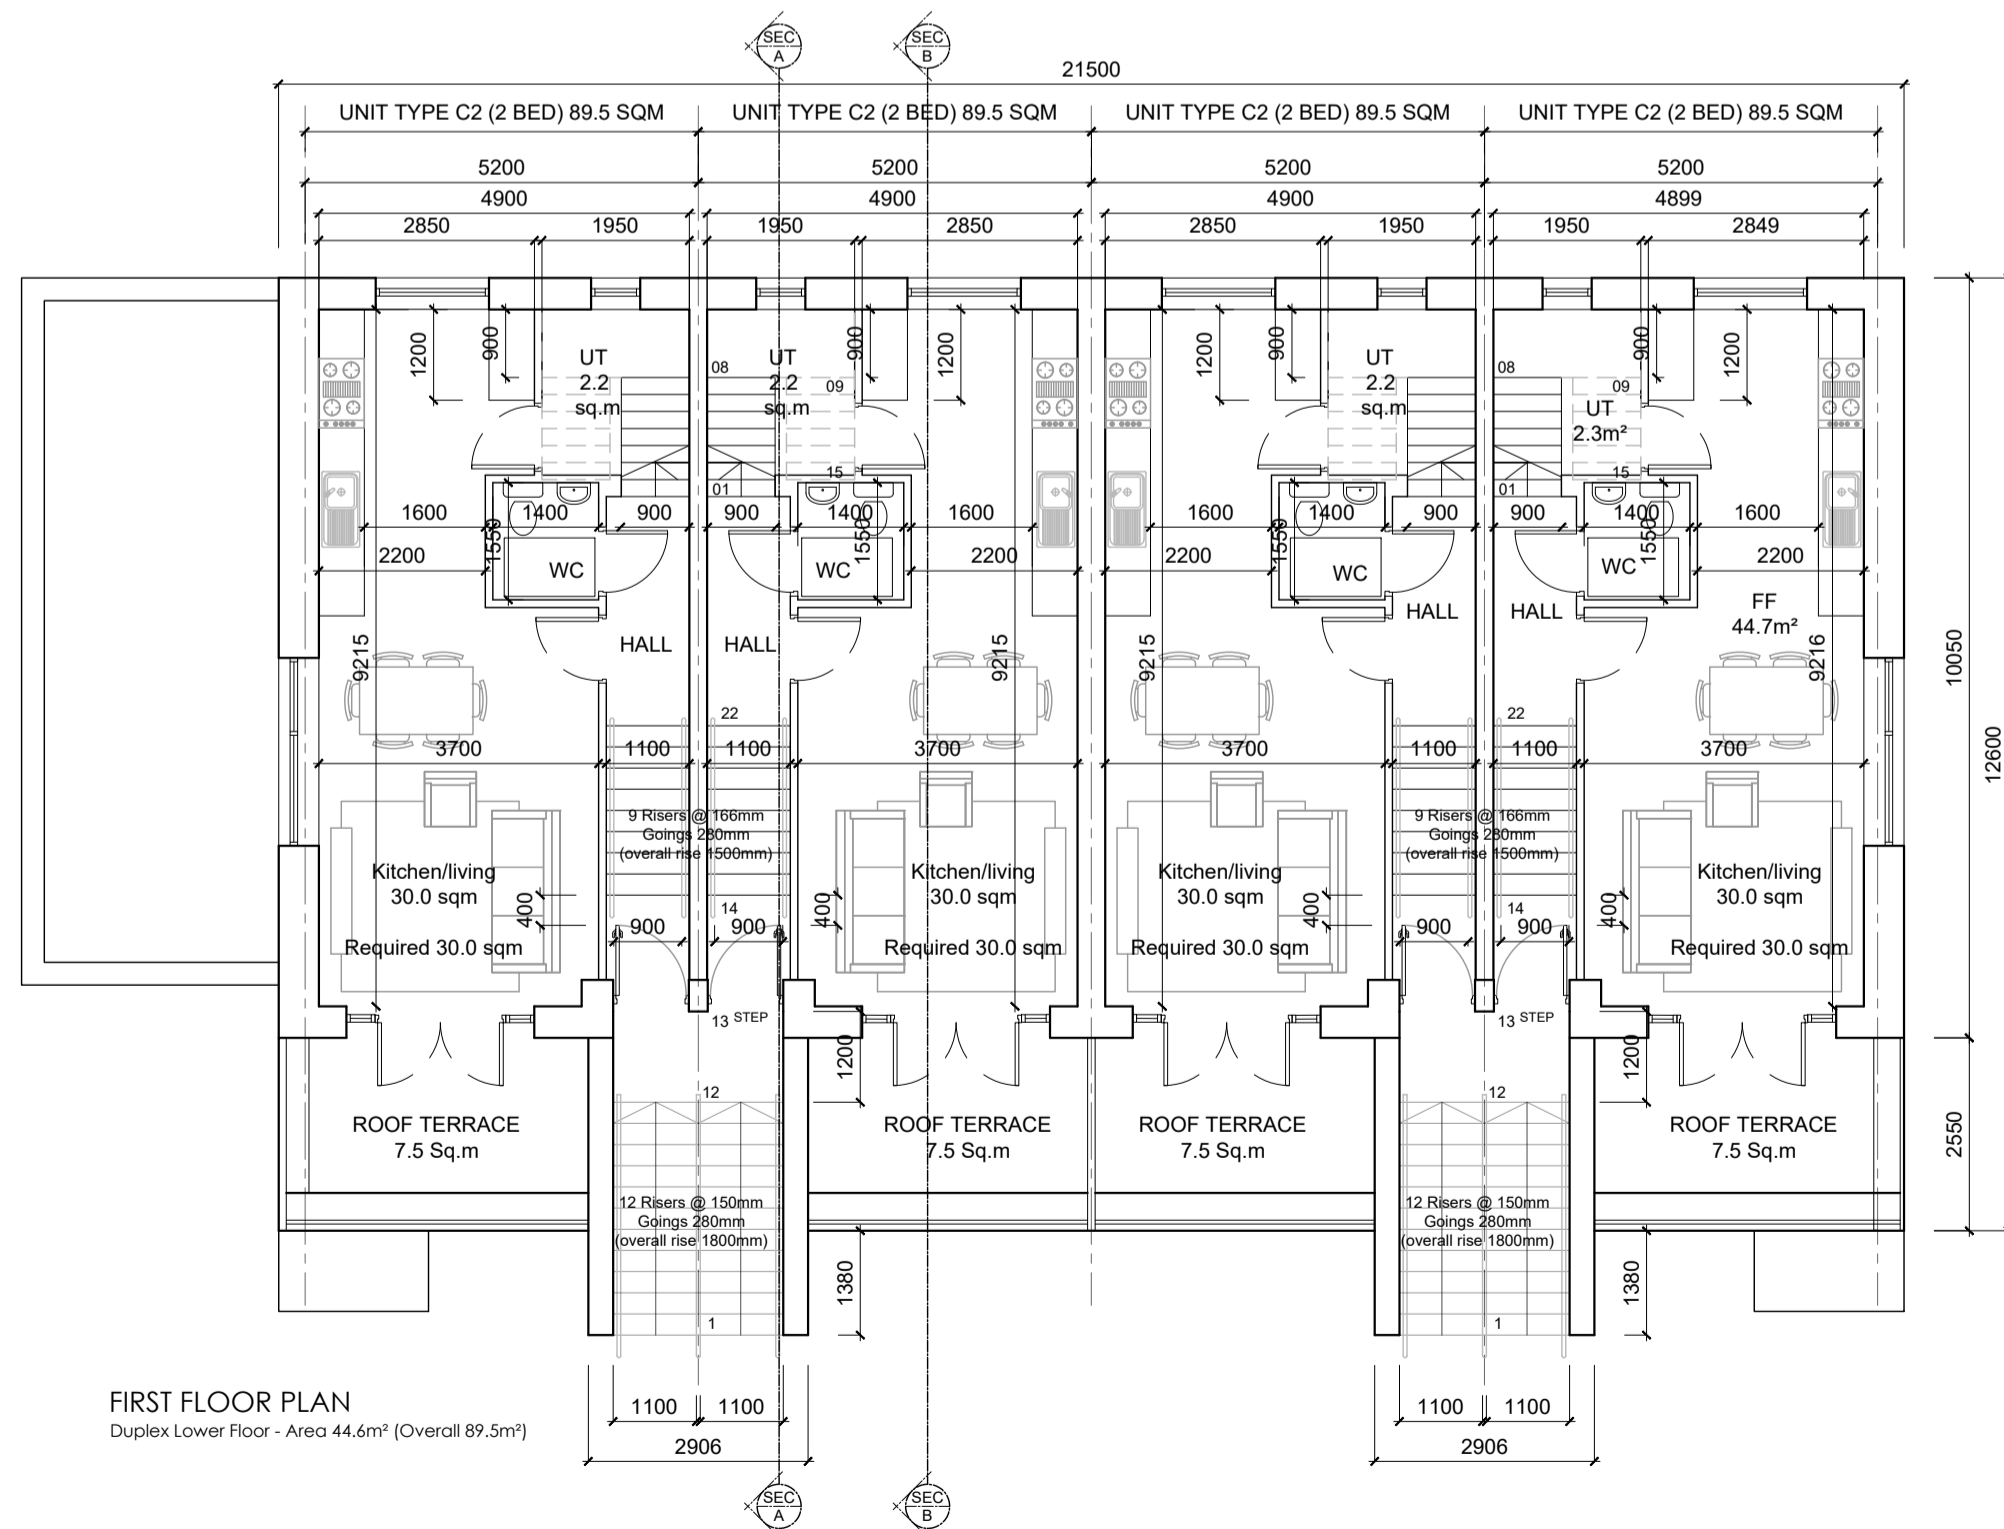 SEC
A
SEC
B
21500
UNIT TYPE C2 (2 BED) 89.5 SQM
UNIT TYPE C2 (2 BED) 89.5 SQM
UNIT TYPE C2 (2 BED) 89.5 SQM
UNIT TYPE C2 (2 BED) 89.5 SQM
5200
5200
5200
5200
4900
4900
4900
4899
2850
1950
1950
2850
2850
1950
1950
2849
1200
900
UT
2.2
sq.m
08
UT
2.2
sq.m
09
900
1200
1200
900
UT
2.2
sq.m
08
09
UT
2.3m²
900
1200
01
15
01
15
1600
1550
1400
900
900
1400
1550
1600
1600
1550
1400
900
900
1400
1550
1600
2200
WC
WC
2200
2200
WC
WC
2200
HALL
HALL
HALL
HALL
FF
44.7m²
9215
9215
9215
9216
10050
12600
22
22
3700
1100
1100
3700
3700
1100
1100
3700
9 Risers @ 166mm
Goings 280mm
(overall rise 1500mm)
9 Risers @ 166mm
Goings 280mm
(overall rise 1500mm)
Kitchen/living
30.0 sqm
Required 30.0 sqm
Kitchen/living
30.0 sqm
Required 30.0 sqm
Kitchen/living
30.0 sqm
Required 30.0 sqm
Kitchen/living
30.0 sqm
Required 30.0 sqm
400
400
400
400
14
14
900
900
900
900
13 STEP
13 STEP
1200
1200
12
12
ROOF TERRACE
7.5 Sq.m
ROOF TERRACE
7.5 Sq.m
ROOF TERRACE
7.5 Sq.m
ROOF TERRACE
7.5 Sq.m
2550
12 Risers @ 150mm
Goings 280mm
(overall rise 1800mm)
12 Risers @ 150mm
Goings 280mm
(overall rise 1800mm)
1380
1380
1
1
FIRST FLOOR PLAN
Duplex Lower Floor - Area 44.6m² (Overall 89.5m²)
1100
1100
1100
1100
2906
2906
SEC
A
SEC
B